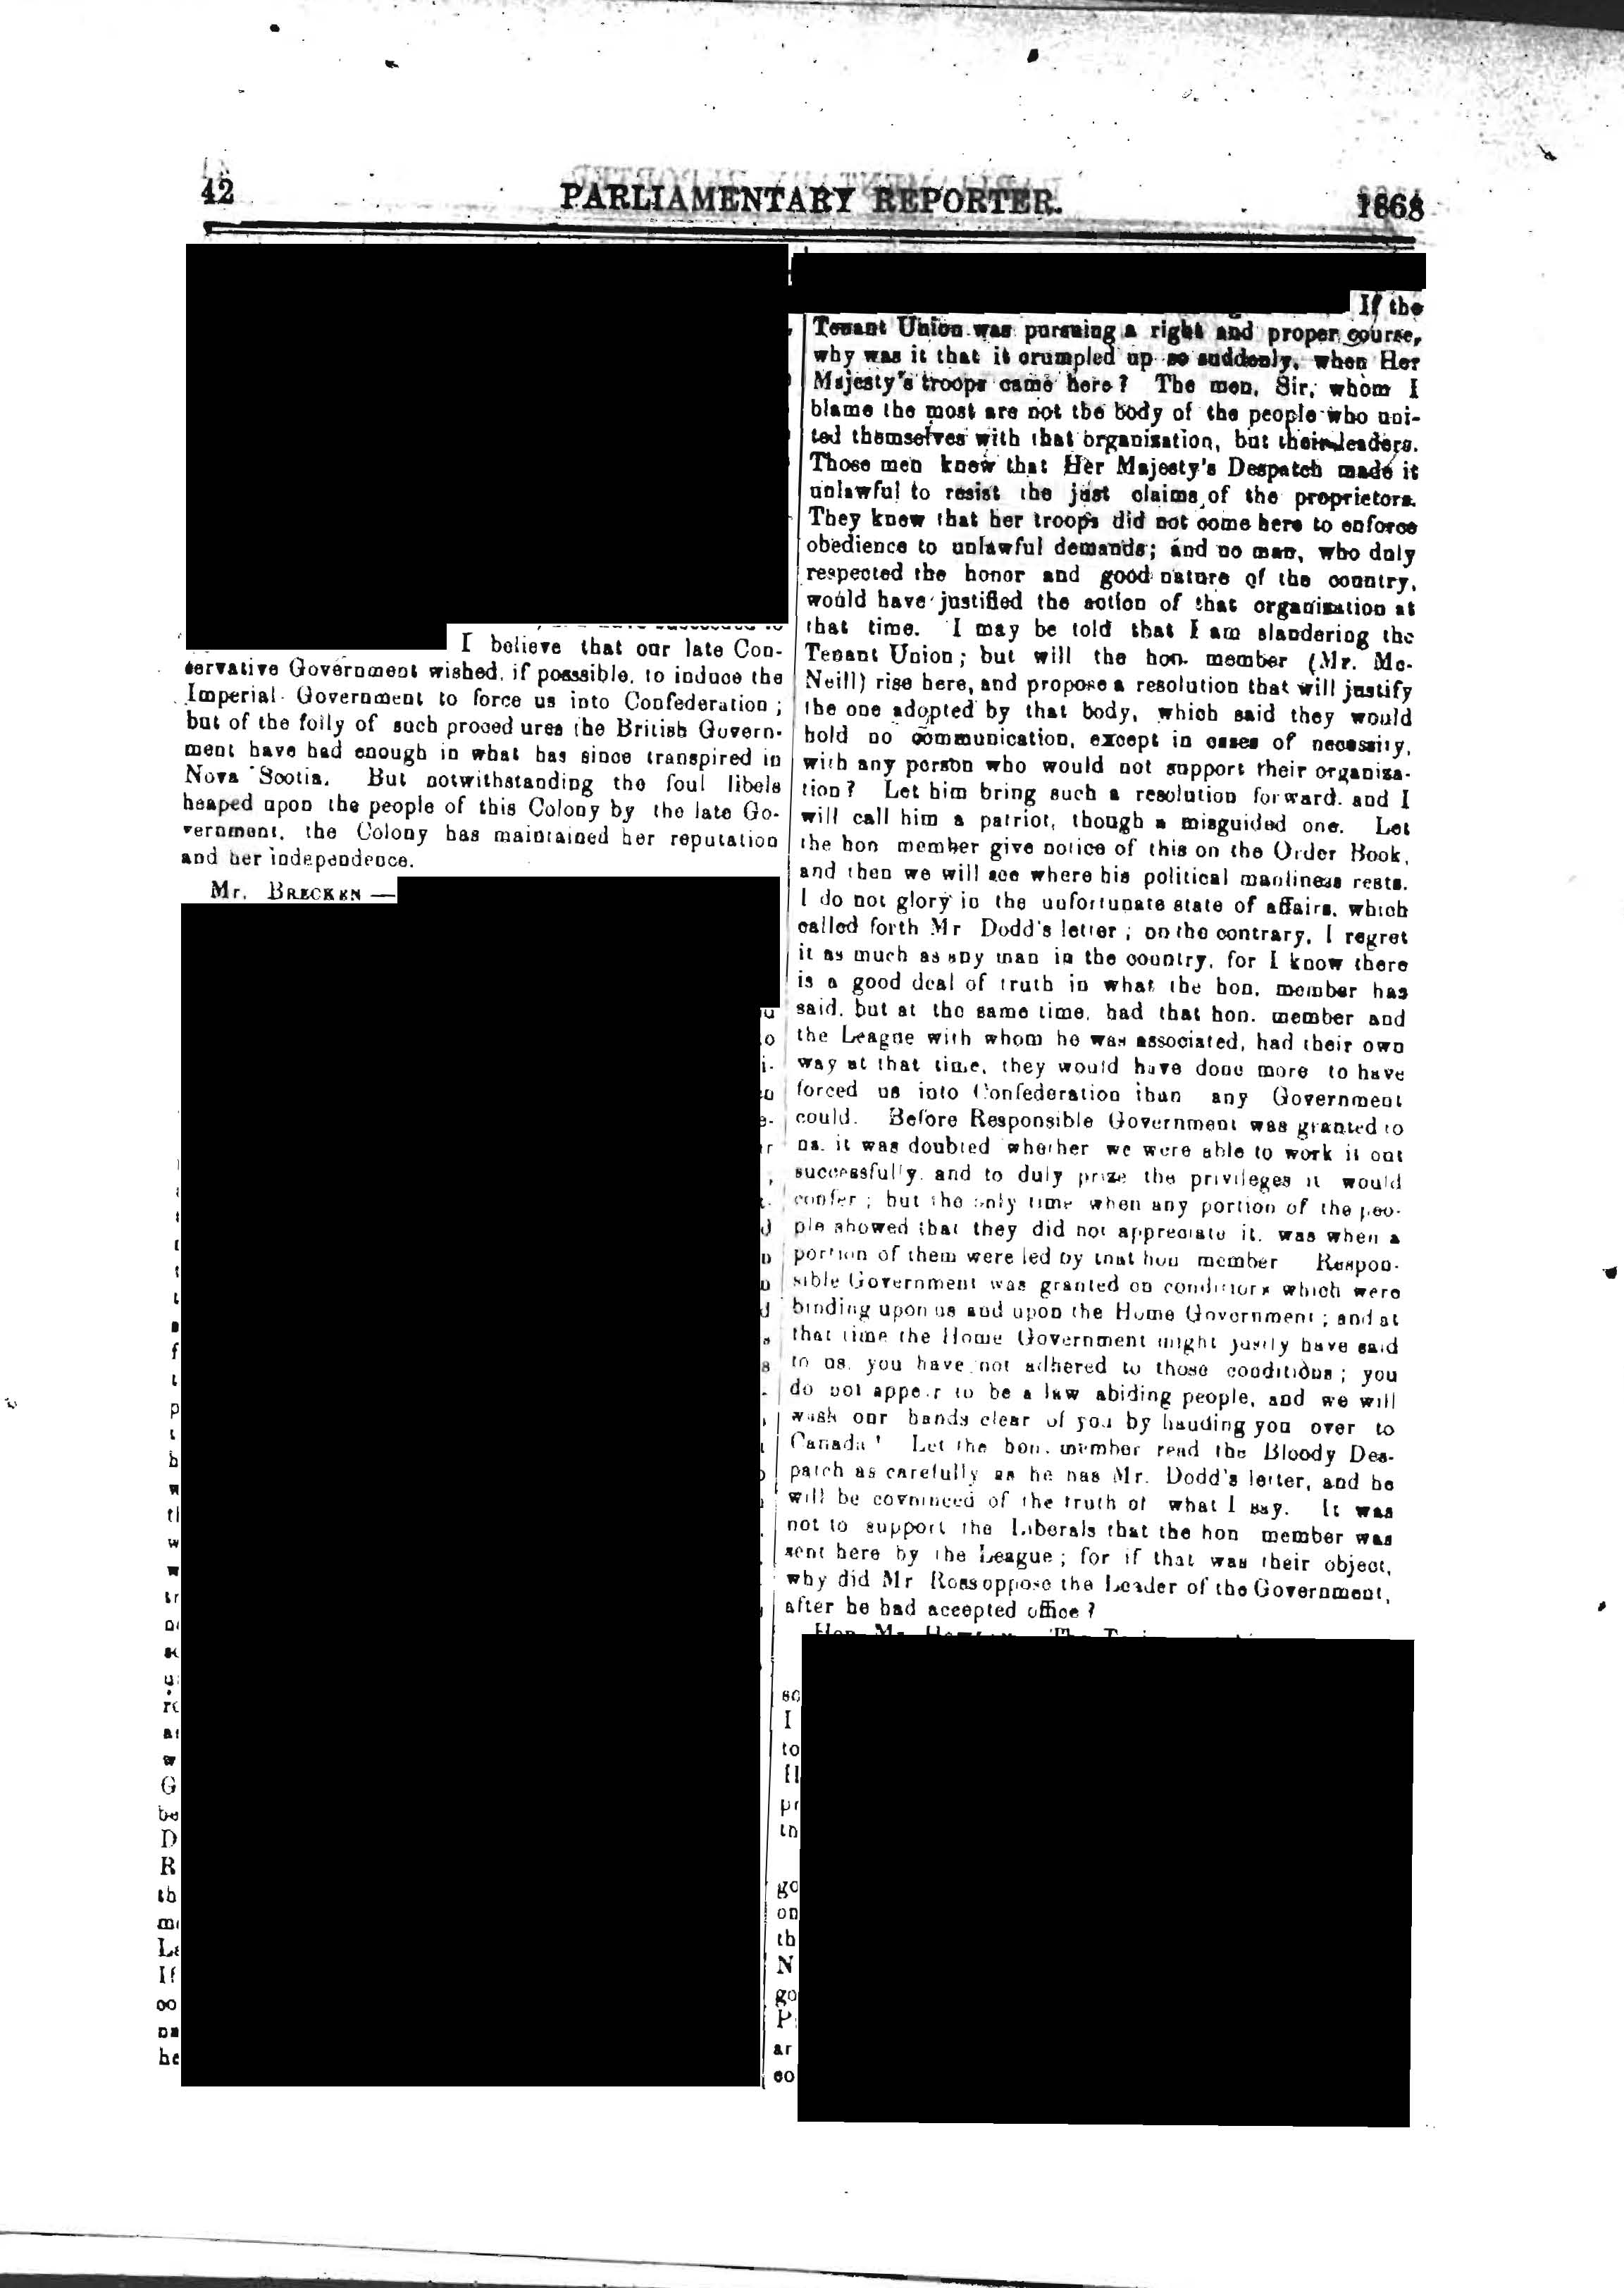 42 PARLIAMENTARY REPORTER. 1868
I believe that our late Con-
servative Government wished, if posssible, to induce the
Imperial Government to force us into Confederation;
but of the folly of such proced ures the British Govern-
ment have had enough in what has since transpired in
Nova Scotia. But notwithstanding the foul libels
heaped upon the people of this Colony by the late Go-
vernment, the Colony has maintained her reputation
and her independence.
Mr. BRECKEN —
If the
Tenant Union was pursuing a right and proper course,
why was it that it crumpled up so suddenly, when Her
Majesty's troops came here? The men, Sir, whom I
blame the most are not the body of the people who uni-
ted themselves with that organisation, but their leaders.
Those men knew that Her Majesty's Despatch made it
unlawful to resist the just claims of the proprietors.
They knew that her troops did not come here to enforce
obedience to unlawful demands; and no man, who duly
respected the honor and good nature of the country,
would have justified the action of that organisation at
that time. I may be told that I am slandering the
Tenant Union; but will the hon. member (Mr. Mc-
Neill) rise here, and propose a resolution that will justify
the one adopted by that body, which said they would
hold no communication, except in cases of necessity,
with any person who would not support their organiza-
tion? Let him bring such a resolution forward, and I
will call him a patriot, though a misguided one. Let
the hon member give notice of this on the Order Book,
and then we will see where his political manliness rests.
I do not glory in the unfortunate state of affairs, which
called forth Mr Dodd's letter; on the contrary, I regret
it as much as any man in the country, for I know there
is a good deal of truth in what the hon. member has
said, but at the same time, had that hon. member and
the League with whom he was associated, had their own
way at that time, they would have done more to have
forced us into Confederation than any Government
could. Before Responsible Government was granted to
us, it was doubted whether we were able to work it out
successfully, and to duly prize the privileges it would
confer; but the only time when any portion of the peo-
ple showed that they did not appreciate it, was when a
portion of them were led by that hon member Respon-
sible Government was granted on conditions which were
binding upon us and upon the Home Government; and at
that time the Home Government might justly have said
to us, you have not adhered to those conditions; you
do not appear to be a law abiding people, and we will
wash our hands clear of you by handing you over to
Canada! Let the hon. member read the Bloody Des-
patch as carefully as he has Mr. Dodd's letter, and he
will be covninced of the truth of what I say. It was
not to support the Liberals that the hon member was
sent here by the League; for if that was their object,
why did Mr Ross oppose the Leader of the Government,
after he had accepted office?